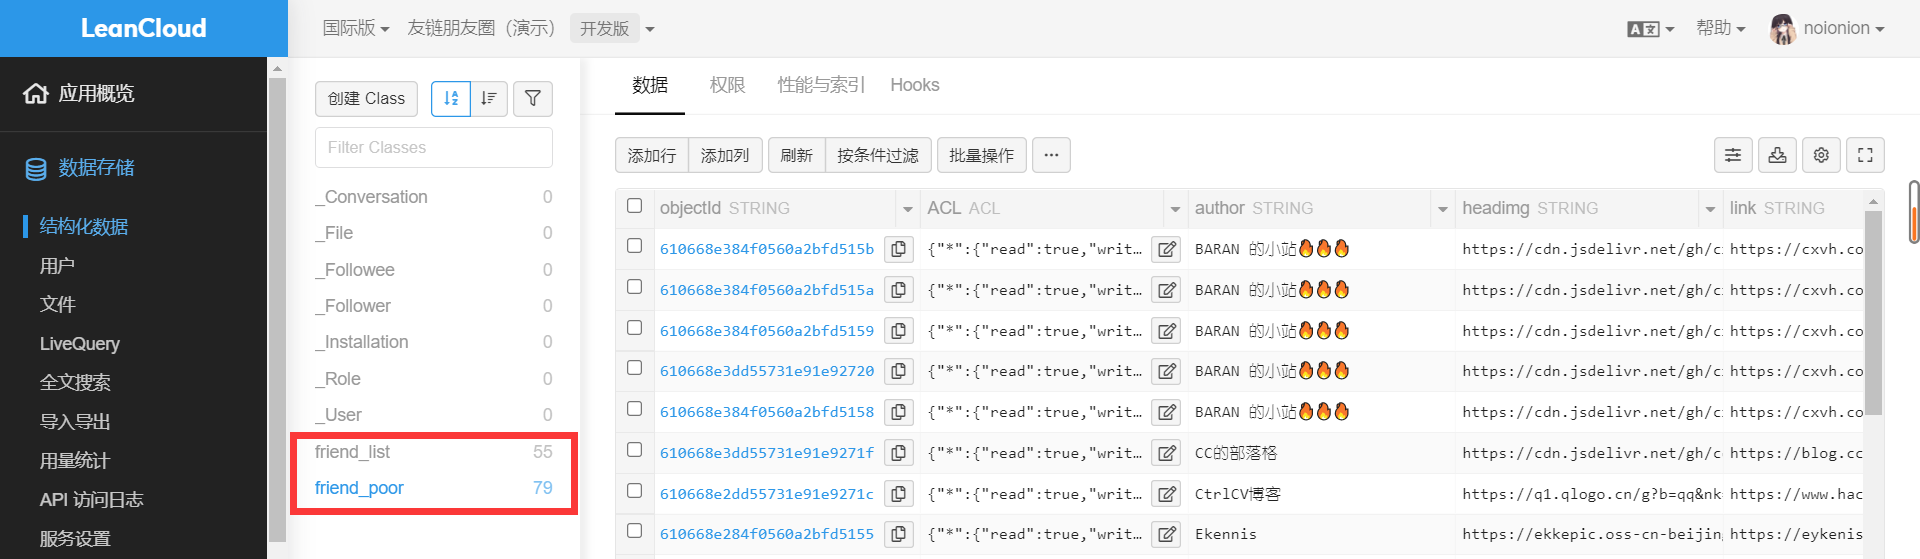 LeanCloud
国际版 友链朋友圈（演示） 开发版
帮助 noionion
应用概览
数据存储
结构化数据
用户
文件
LiveQuery
全文搜索
导入导出
用量统计
API 访问日志
服务设置
创建 Class
Filter Classes
_Conversation 0
_File 0
_Followee 0
_Follower 0
_Installation 0
_Role 0
_User 0
friend_list 55
friend_poor 79
数据 权限 性能与索引 Hooks
添加行 添加列 刷新 按条件过滤 批量操作 ···
objectId STRING ACL ACL author STRING headimg STRING link STRING
610668e384f0560a2bfd515b {"*":{"read":true,"writ… BARAN 的小站🔥🔥🔥 https://cdn.jsdelivr.net/gh/c https://cxvh.co
610668e384f0560a2bfd515a {"*":{"read":true,"writ… BARAN 的小站🔥🔥🔥 https://cdn.jsdelivr.net/gh/c https://cxvh.co
610668e384f0560a2bfd5159 {"*":{"read":true,"writ… BARAN 的小站🔥🔥🔥 https://cdn.jsdelivr.net/gh/c https://cxvh.co
610668e3dd55731e91e92720 {"*":{"read":true,"writ… BARAN 的小站🔥🔥🔥 https://cdn.jsdelivr.net/gh/c https://cxvh.co
610668e384f0560a2bfd5158 {"*":{"read":true,"writ… BARAN 的小站🔥🔥🔥 https://cdn.jsdelivr.net/gh/c https://cxvh.co
610668e3dd55731e91e9271f {"*":{"read":true,"writ… CC的部落格 https://cdn.jsdelivr.net/gh/c https://blog.cc
610668e2dd55731e91e9271c {"*":{"read":true,"writ… CtrlCV博客 https://q1.qlogo.cn/g?b=qq&nk https://www.hac
610668e284f0560a2bfd5155 {"*":{"read":true,"writ… Ekennis https://ekkepic.oss-cn-beijin https://eykenis